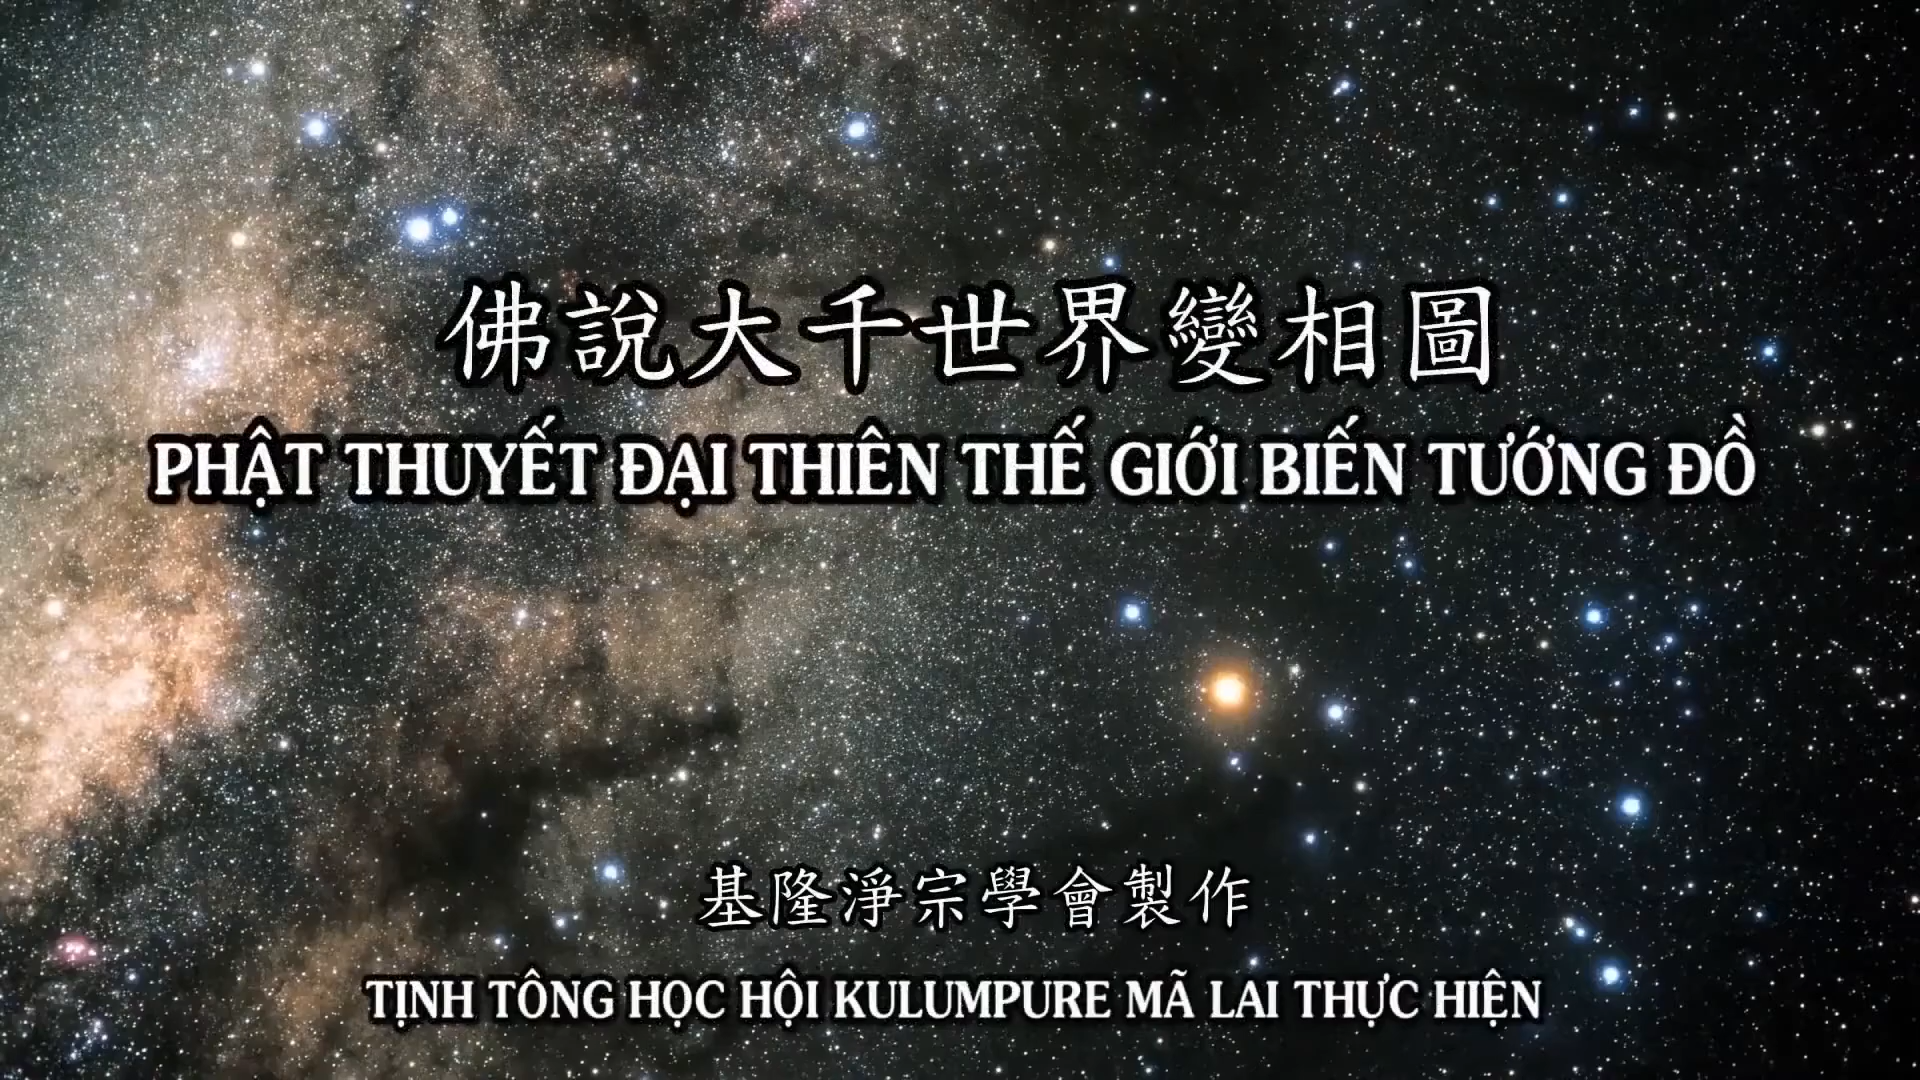 佛說大千世界變相圖
PHẬT THUYẾT ĐẠI THIÊN THẾ GIỚI BIẾN TƯỚNG ĐỒ
基隆淨宗學會製作
TỊNH TÔNG HỌC HỘI KULUMPURE MÃ LAI THỰC HIỆN